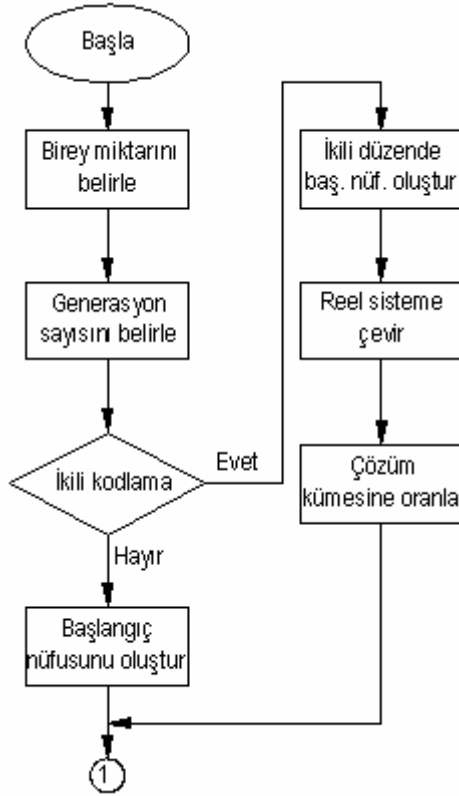 Başla
Birey miktarını
belirle
Generasyon
sayısını belirle
İkili kodlama
Evet
Hayır
Başlangıç
nüfusunu oluştur
İkili düzende
baş. nüf. oluştur
Reel sisteme
çevir
Çözüm
kümesine oranla
1